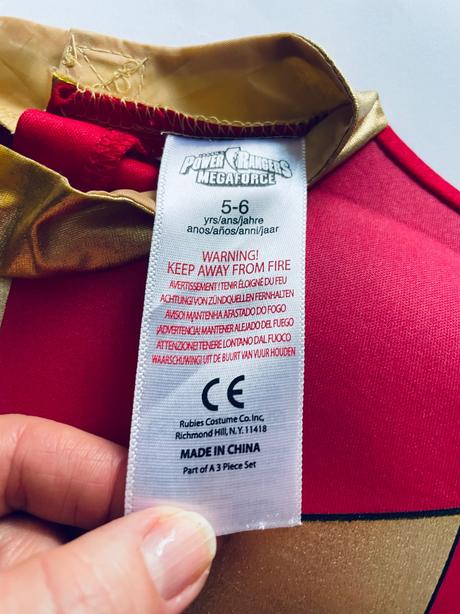 POWER RANGERS
MEGAFORCE
5-6
yrs/ans/jahre
anos/años/anni/jaar
WARNING!
KEEP AWAY FROM FIRE
AVERTISSEMENT ! TENIR ÉLOIGNÉ DU FEU
ACHTUNG! VON ZÜNDQUELLEN FERNHALTEN
AVISO! MANTENHA AFASTADO DO FOGO
¡ADVERTENCIA! MANTENER ALEJADO DEL FUEGO
ATTENZIONE! TENERE LONTANO DAL FUOCO
WAARSCHUWING! UIT DE BUURT VAN VUUR HOUDEN
CE
Rubies Costume Co. Inc,
Richmond Hill, N.Y. 11418
MADE IN CHINA
Part of A 3 Piece Set